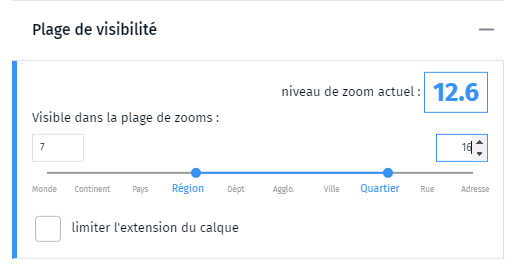 Plage de visibilité
niveau de zoom actuel : 12.6
Visible dans la plage de zooms :
7 16
Monde Continent Pays Région Dépt Agglo. Ville Quartier Rue Adresse
limiter l'extension du calque